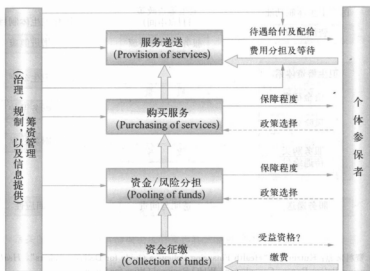 筹资管理
(治理、规制，以及信息提供)
服务递送
(Provision of services)
待遇给付及配给
费用分担及等待
购买服务
(Purchasing of services)
保障程度
政策选择
资金/风险分担
(Pooling of funds)
保障程度
政策选择
资金征缴
(Collection of funds)
受益资格?
缴费
个体参保者